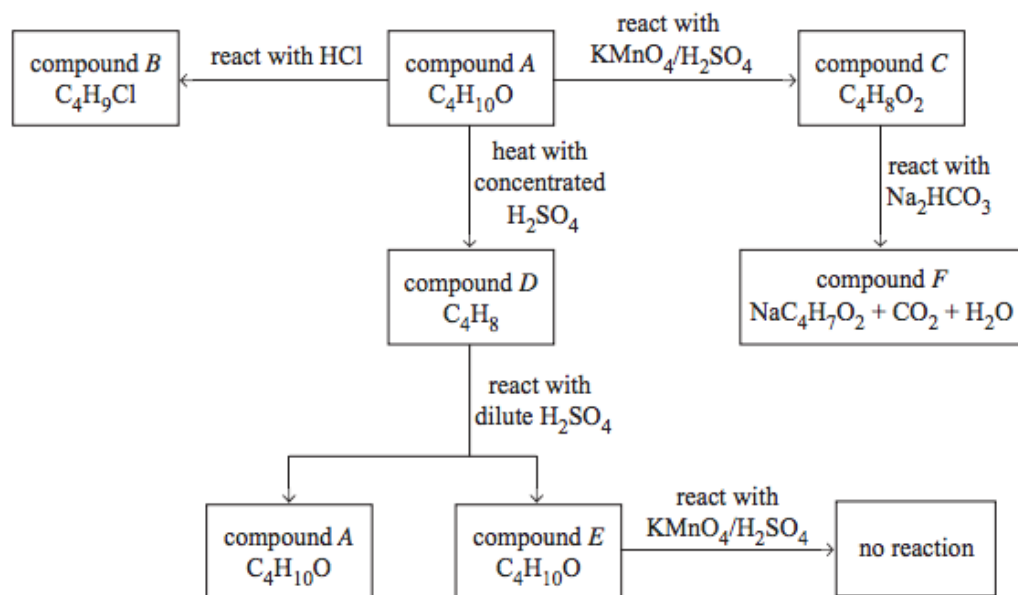 compound B
C₄H₉Cl
react with HCl
compound A
C₄H₁₀O
react with
KMnO₄/H₂SO₄
compound C
C₄H₈O₂
heat with
concentrated
H₂SO₄
react with
Na₂HCO₃
compound D
C₄H₈
compound F
NaC₄H₇O₂ + CO₂ + H₂O
react with
dilute H₂SO₄
compound A
C₄H₁₀O
compound E
C₄H₁₀O
react with
KMnO₄/H₂SO₄
no reaction